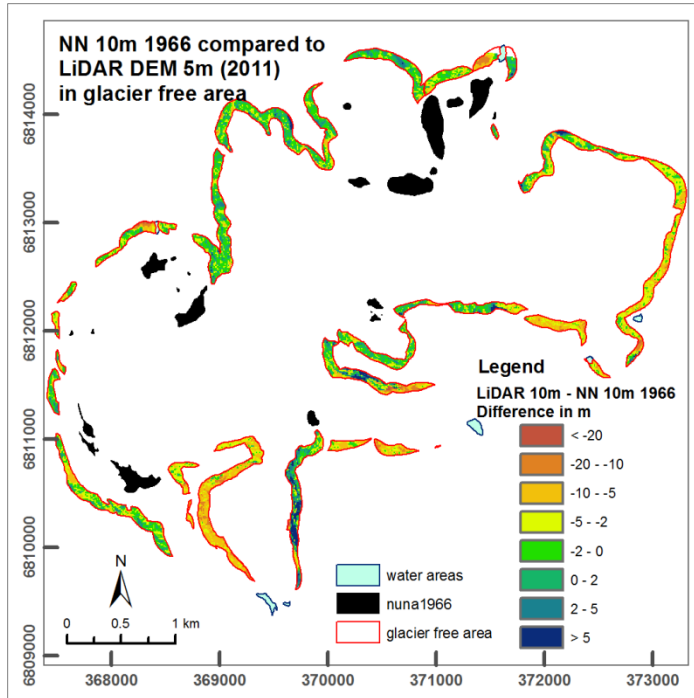 NN 10m 1966 compared to
LiDAR DEM 5m (2011)
in glacier free area
6814000
6813000
6812000
6811000
6810000
6809000
Legend
LiDAR 10m - NN 10m 1966
Difference in m
< -20
-20 - -10
-10 - -5
-5 - -2
-2 - 0
0 - 2
2 - 5
> 5
water areas
nuna1966
glacier free area
N
0 0.5 1 km
368000 369000 370000 371000 372000 373000